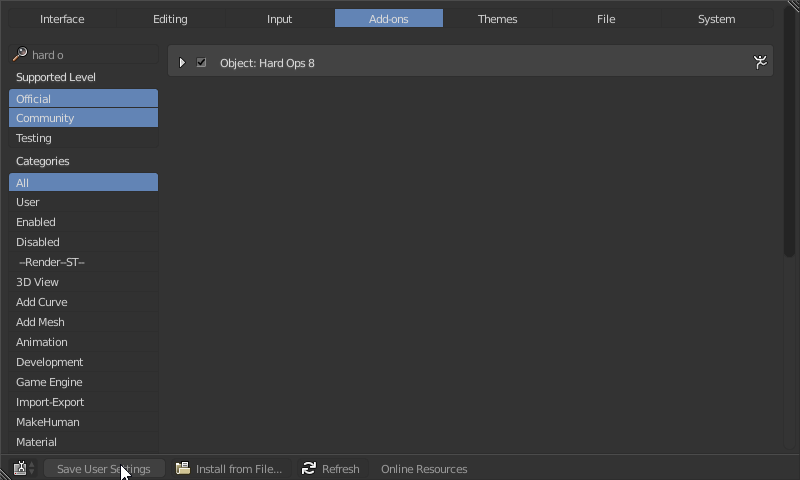 Interface Editing Input Add-ons Themes File System
hard o
Object: Hard Ops 8
Supported Level
Official
Community
Testing
Categories
All
User
Enabled
Disabled
--Render--ST--
3D View
Add Curve
Add Mesh
Animation
Development
Game Engine
Import-Export
MakeHuman
Material
Save User Settings Install from File... Refresh Online Resources